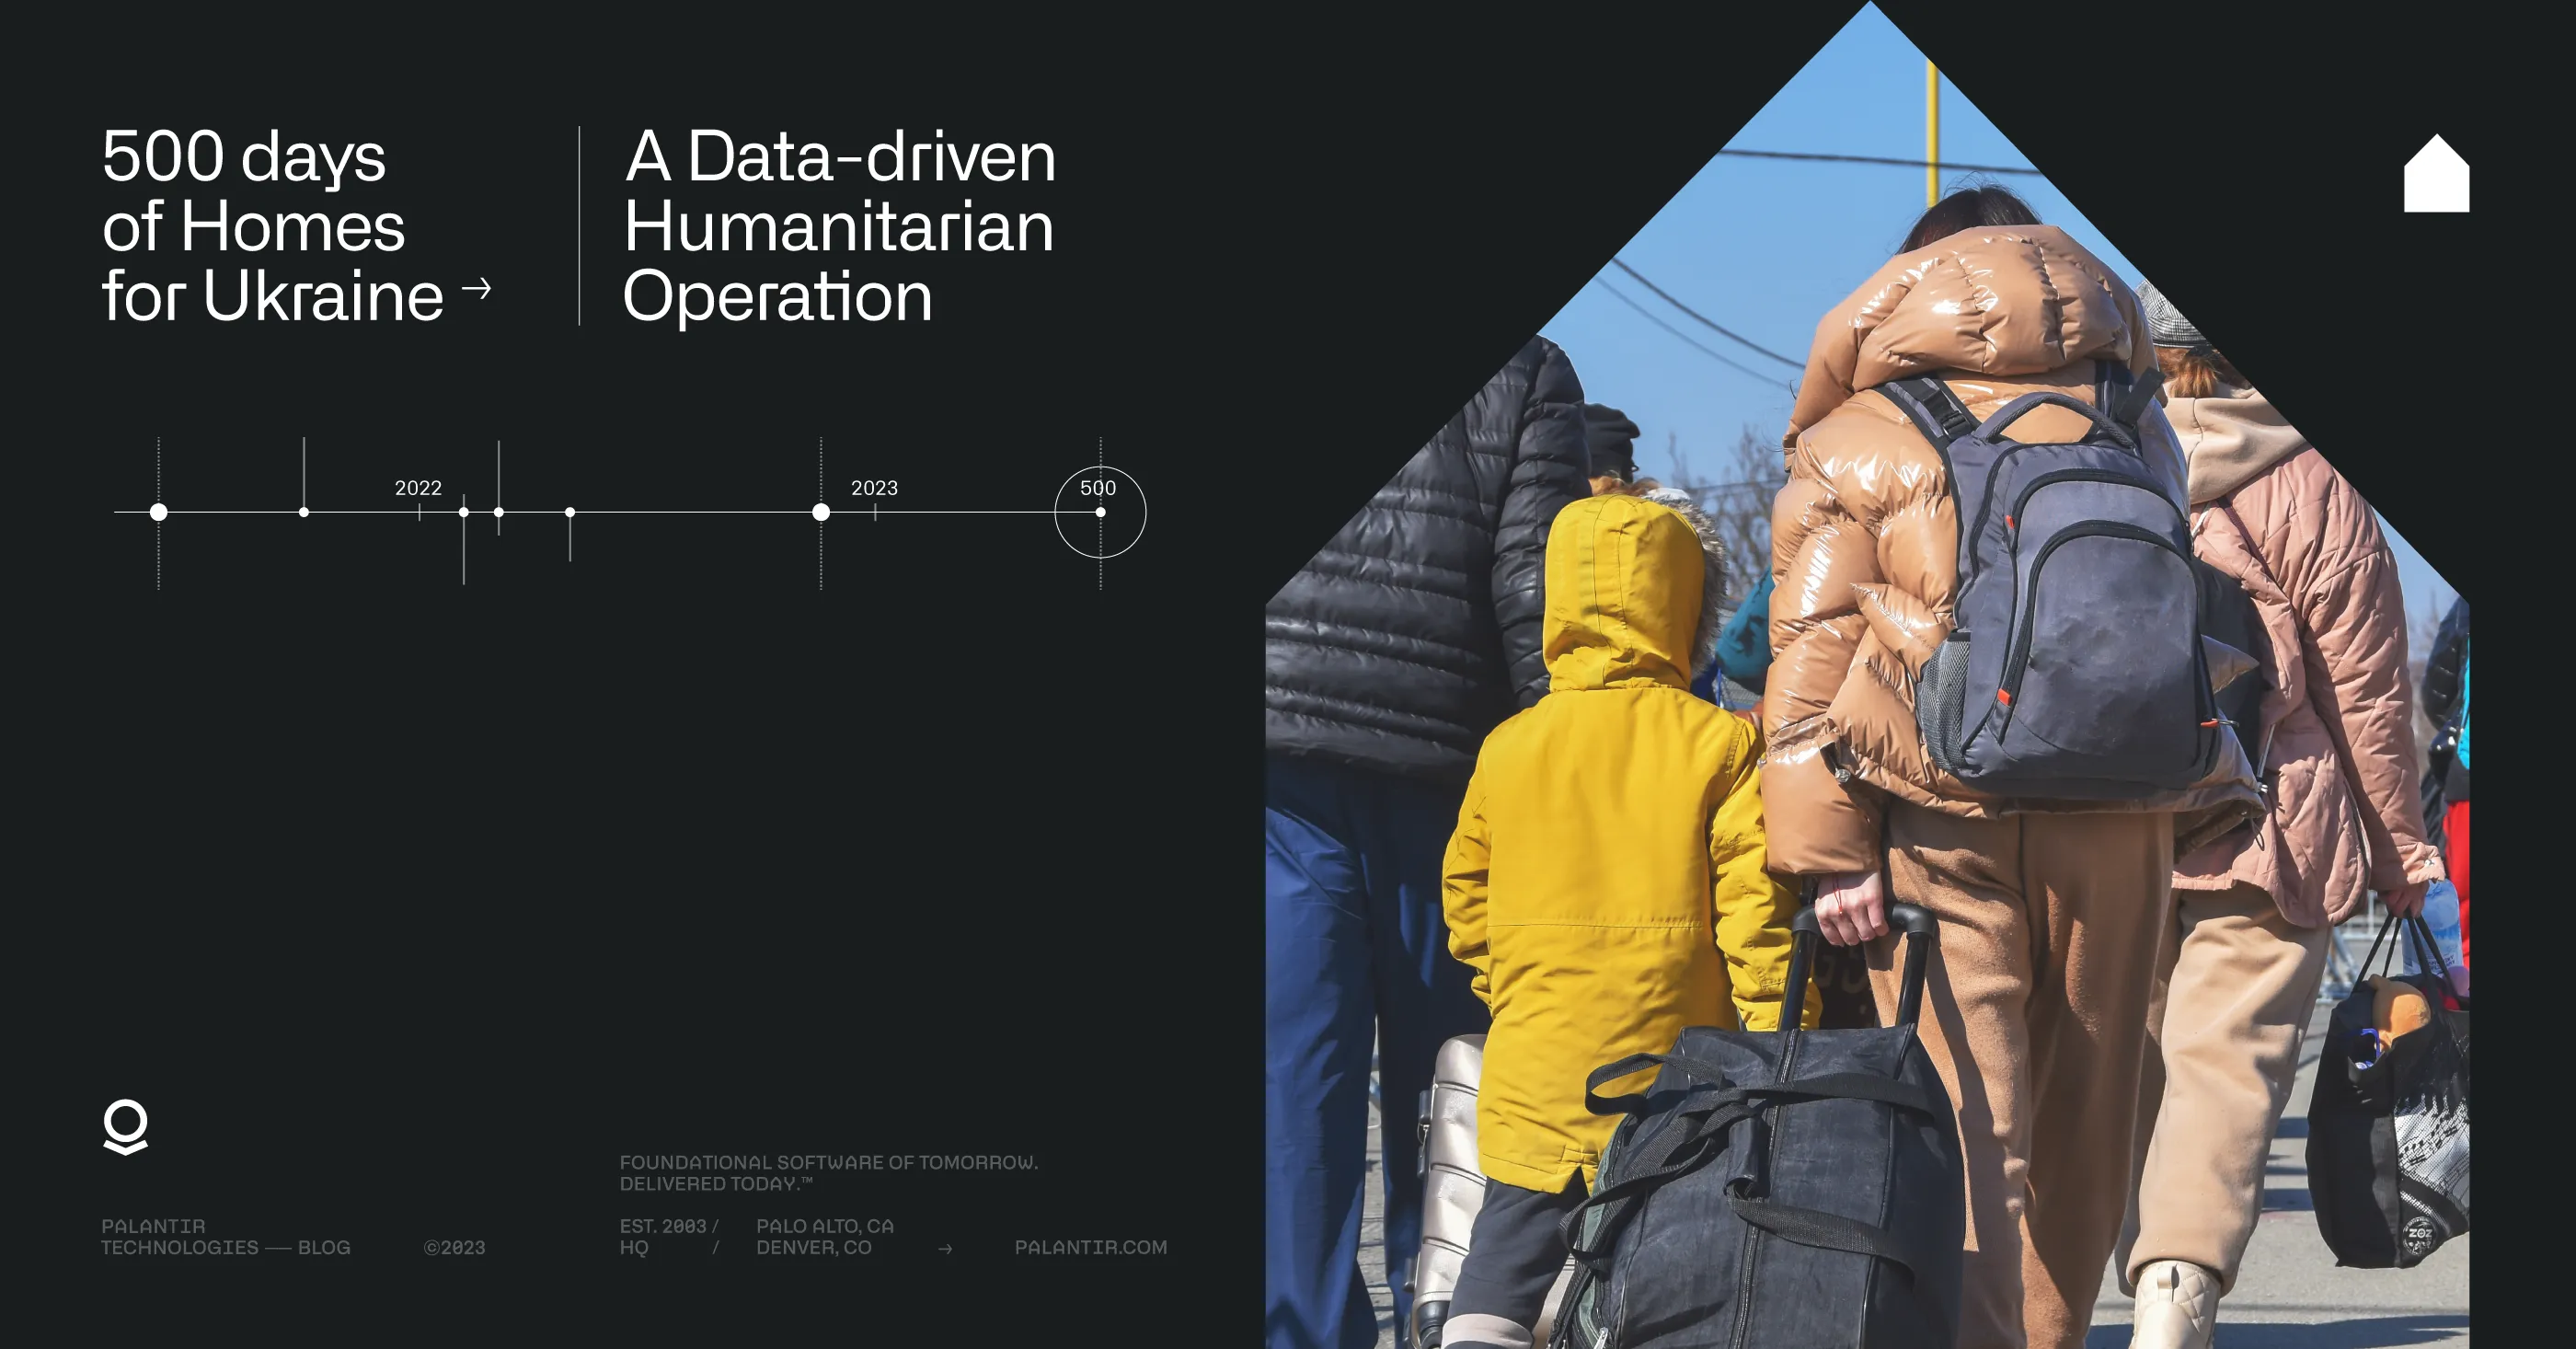 500 days
of Homes
for Ukraine →
A Data-driven
Humanitarian
Operation
2022
2023
500
FOUNDATIONAL SOFTWARE OF TOMORROW.
DELIVERED TODAY.™
PALANTIR
TECHNOLOGIES —— BLOG
©2023
EST. 2003 /
HQ /
PALO ALTO, CA
DENVER, CO
→
PALANTIR.COM
ZOZ